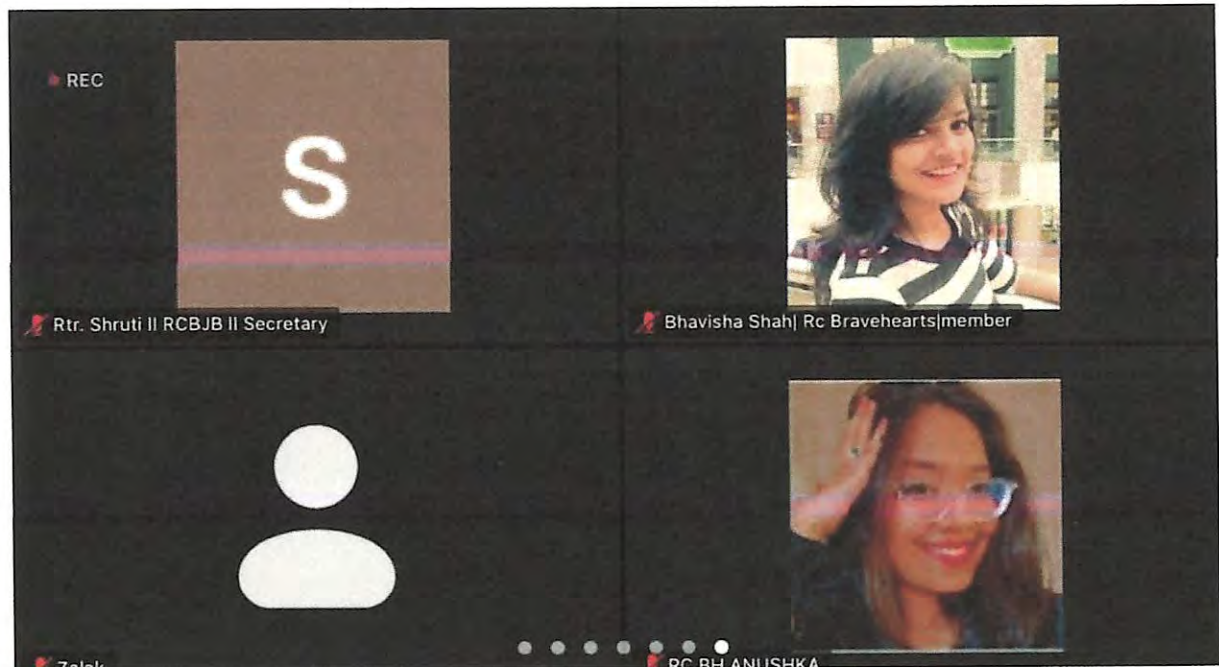 REC
S
Rtr. Shruti II RCBJB II Secretary
Bhavisha Shah| Rc Bravehearts|member
Zalak
RC BH ANUSHKA